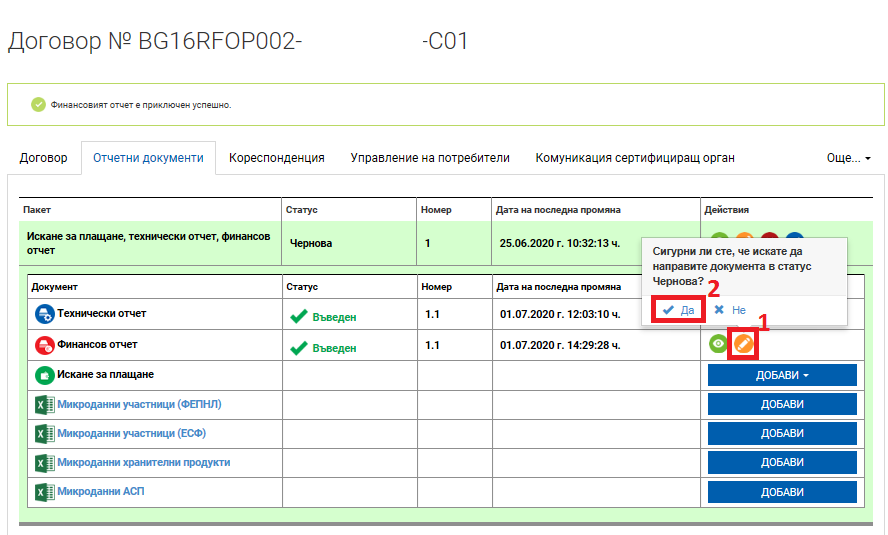 Договор № BG16RFOP002- -C01
Финансовият отчет е приключен успешно.
Договор Отчетни документи Кореспонденция Управление на потребители Комуникация сертифициращ орган Още...
Пакет Статус Номер Дата на последна промяна Действия
Искане за плащане, технически отчет, финансов
отчет
Чернова 1 25.06.2020 г. 10:32:13 ч.
Сигурни ли сте, че искате да
направите документа в статус
Чернова?
2
Да Не
1
Документ Статус Номер Дата на последна промяна
Технически отчет Въведен 1.1 01.07.2020 г. 12:03:10 ч.
Финансов отчет Въведен 1.1 01.07.2020 г. 14:29:28 ч.
Искане за плащане ДОБАВИ
Микроданни участници (ФЕПНЛ) ДОБАВИ
Микроданни участници (ЕСФ) ДОБАВИ
Микроданни хранителни продукти ДОБАВИ
Микроданни АСП ДОБАВИ